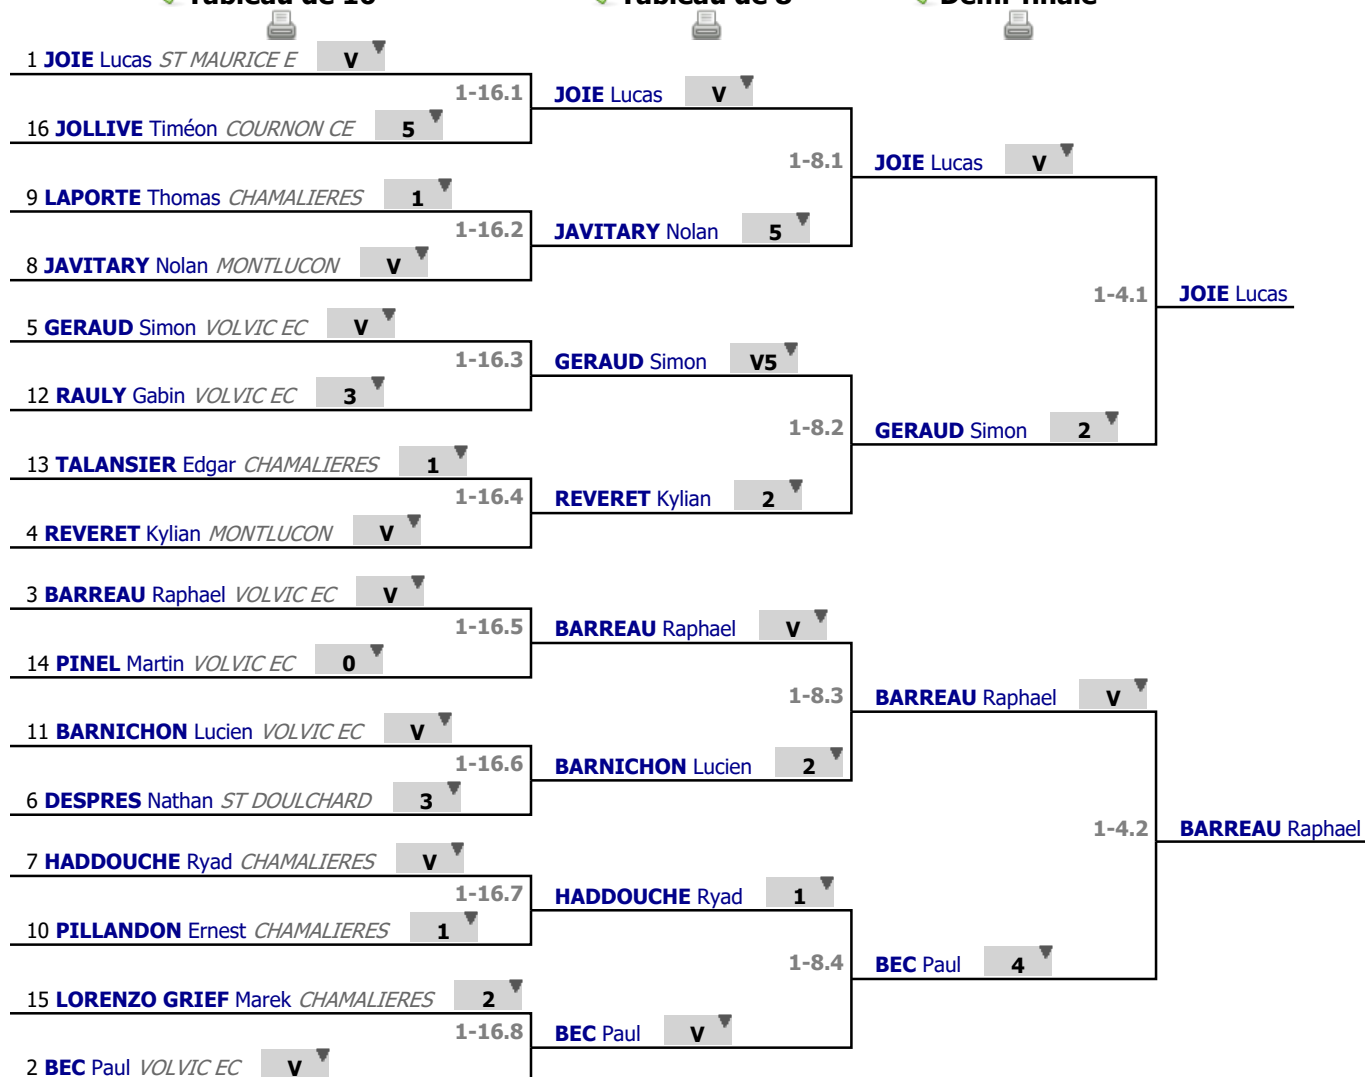 Tableau de 16
Tableau de 8
Demi-finale
1 JOIE Lucas ST MAURICE E V
1-16.1
16 JOLLIVE Timéon COURNON CE 5
9 LAPORTE Thomas CHAMALIERES 1
1-16.2
8 JAVITARY Nolan MONTLUCON V
5 GERAUD Simon VOLVIC EC V
1-16.3
12 RAULY Gabin VOLVIC EC 3
13 TALANSIER Edgar CHAMALIERES 1
1-16.4
4 REVERET Kylian MONTLUCON V
3 BARREAU Raphael VOLVIC EC V
1-16.5
14 PINEL Martin VOLVIC EC 0
11 BARNICHON Lucien VOLVIC EC V
1-16.6
6 DESPRES Nathan ST DOULCHARD 3
7 HADDOUCHE Ryad CHAMALIERES V
1-16.7
10 PILLANDON Ernest CHAMALIERES 1
15 LORENZO GRIEF Marek CHAMALIERES 2
1-16.8
2 BEC Paul VOLVIC EC V
JOIE Lucas V
1-8.1
JAVITARY Nolan 5
GERAUD Simon V5
1-8.2
REVERET Kylian 2
BARREAU Raphael V
1-8.3
BARNICHON Lucien 2
HADDOUCHE Ryad 1
1-8.4
BEC Paul V
JOIE Lucas V
1-4.1
GERAUD Simon 2
BARREAU Raphael V
1-4.2
BEC Paul 4
JOIE Lucas
BARREAU Raphael